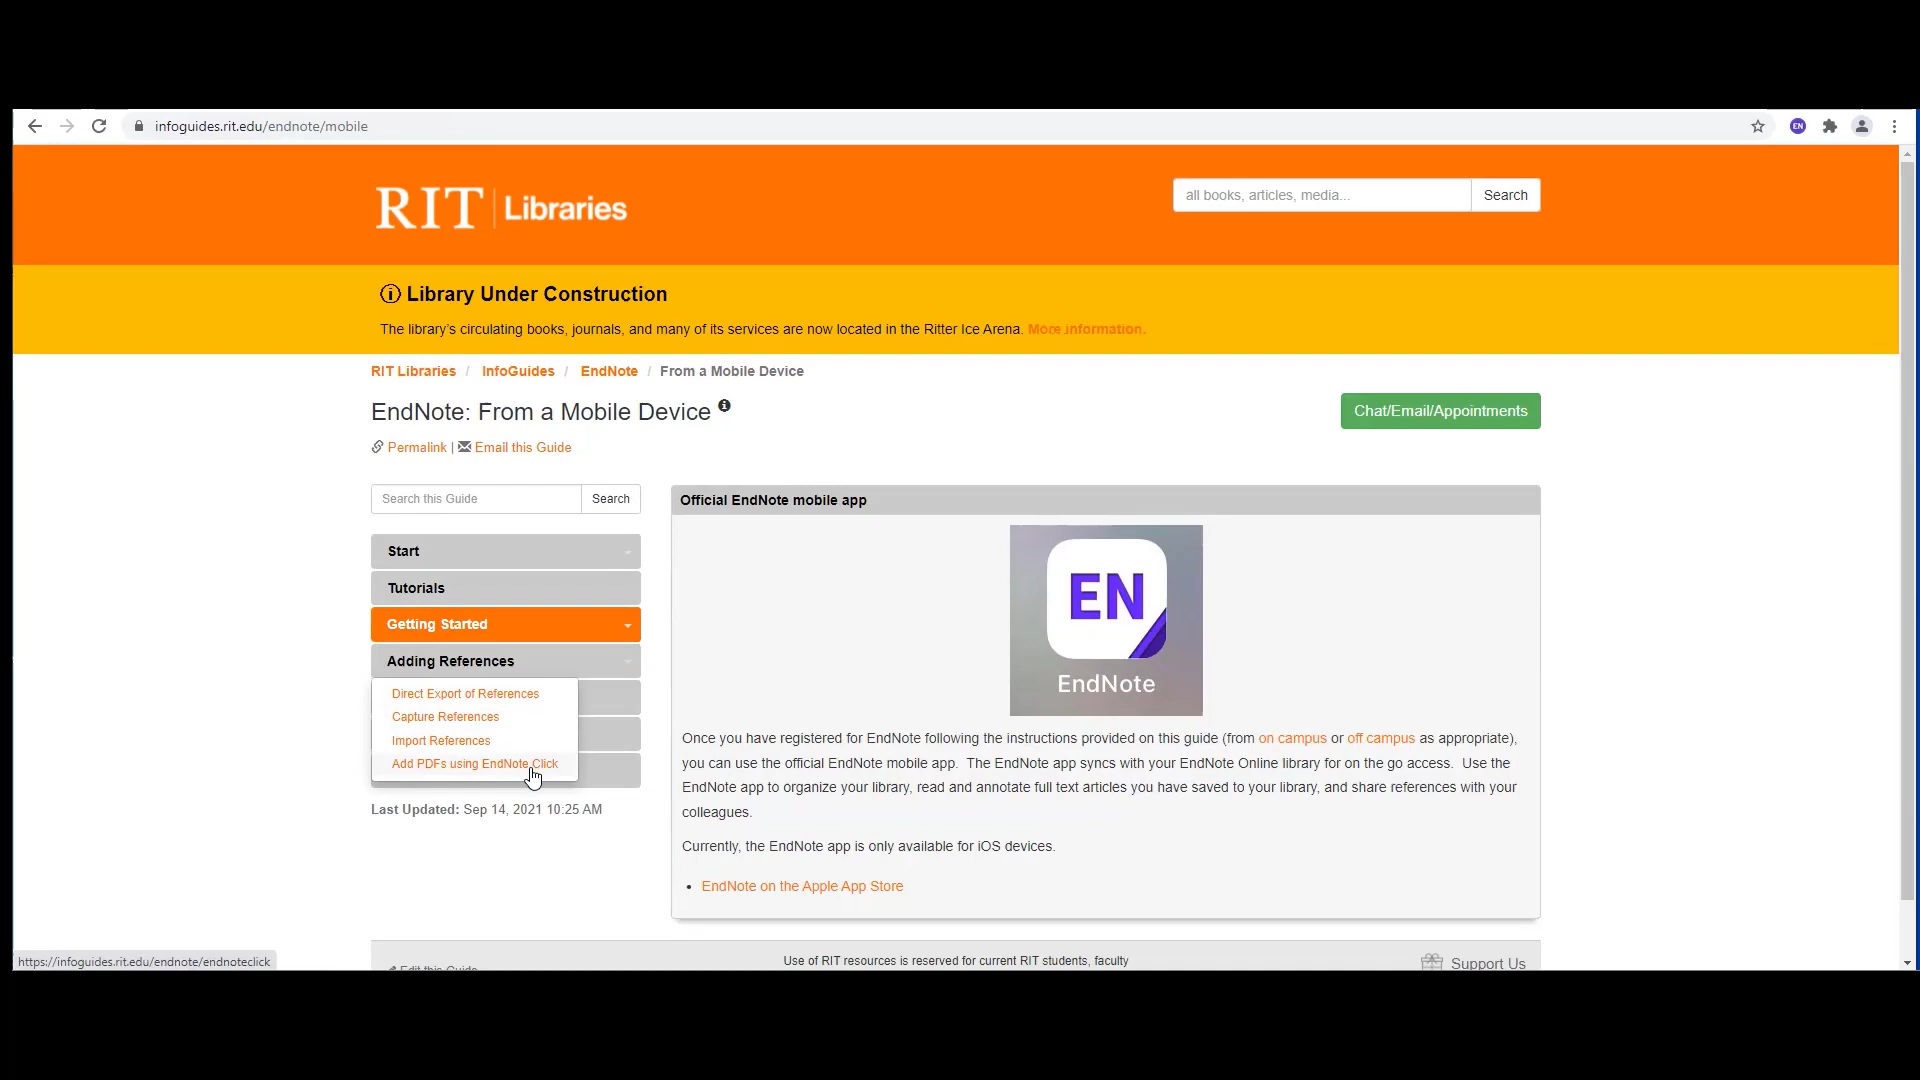 infoguides.rit.edu/endnote/mobile
EN
RIT Libraries
all books, articles, media...
Search
Library Under Construction
The library's circulating books, journals, and many of its services are now located in the Ritter Ice Arena. More information.
RIT Libraries / InfoGuides / EndNote / From a Mobile Device
EndNote: From a Mobile Device
Chat/Email/Appointments
Permalink | Email this Guide
Search this Guide
Search
Start
Tutorials
Getting Started
Adding References
Direct Export of References
Capture References
Import References
Add PDFs using EndNote Click
Last Updated: Sep 14, 2021 10:25 AM
Official EndNote mobile app
EN
EndNote
Once you have registered for EndNote following the instructions provided on this guide (from on campus or off campus as appropriate),
you can use the official EndNote mobile app. The EndNote app syncs with your EndNote Online library for on the go access. Use the
EndNote app to organize your library, read and annotate full text articles you have saved to your library, and share references with your
colleagues.
Currently, the EndNote app is only available for iOS devices.
• EndNote on the Apple App Store
https://infoguides.rit.edu/endnote/endnoteclick
Edit this Guide
Use of RIT resources is reserved for current RIT students, faculty
Support Us